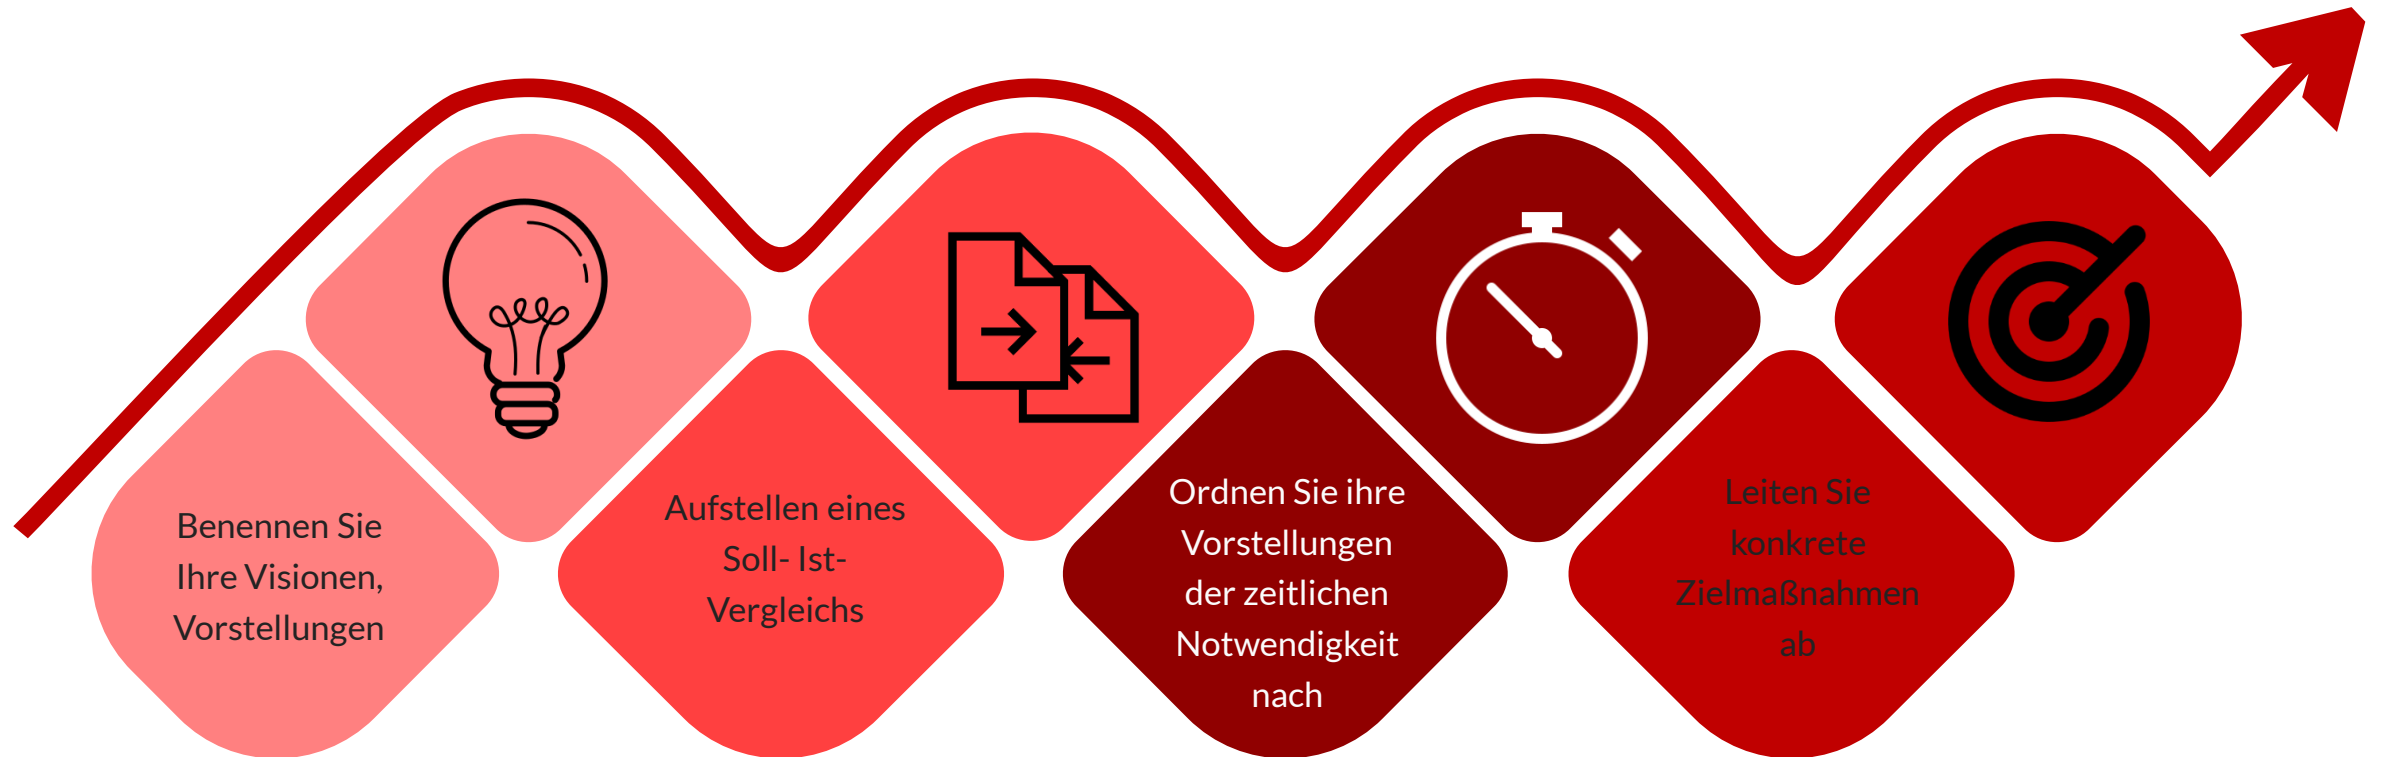 Benennen Sie
Ihre Visionen,
Vorstellungen
Aufstellen eines
Soll- Ist-
Vergleichs
Ordnen Sie ihre
Vorstellungen
der zeitlichen
Notwendigkeit
nach
Leiten Sie
konkrete
Zielmaßnahmen
ab